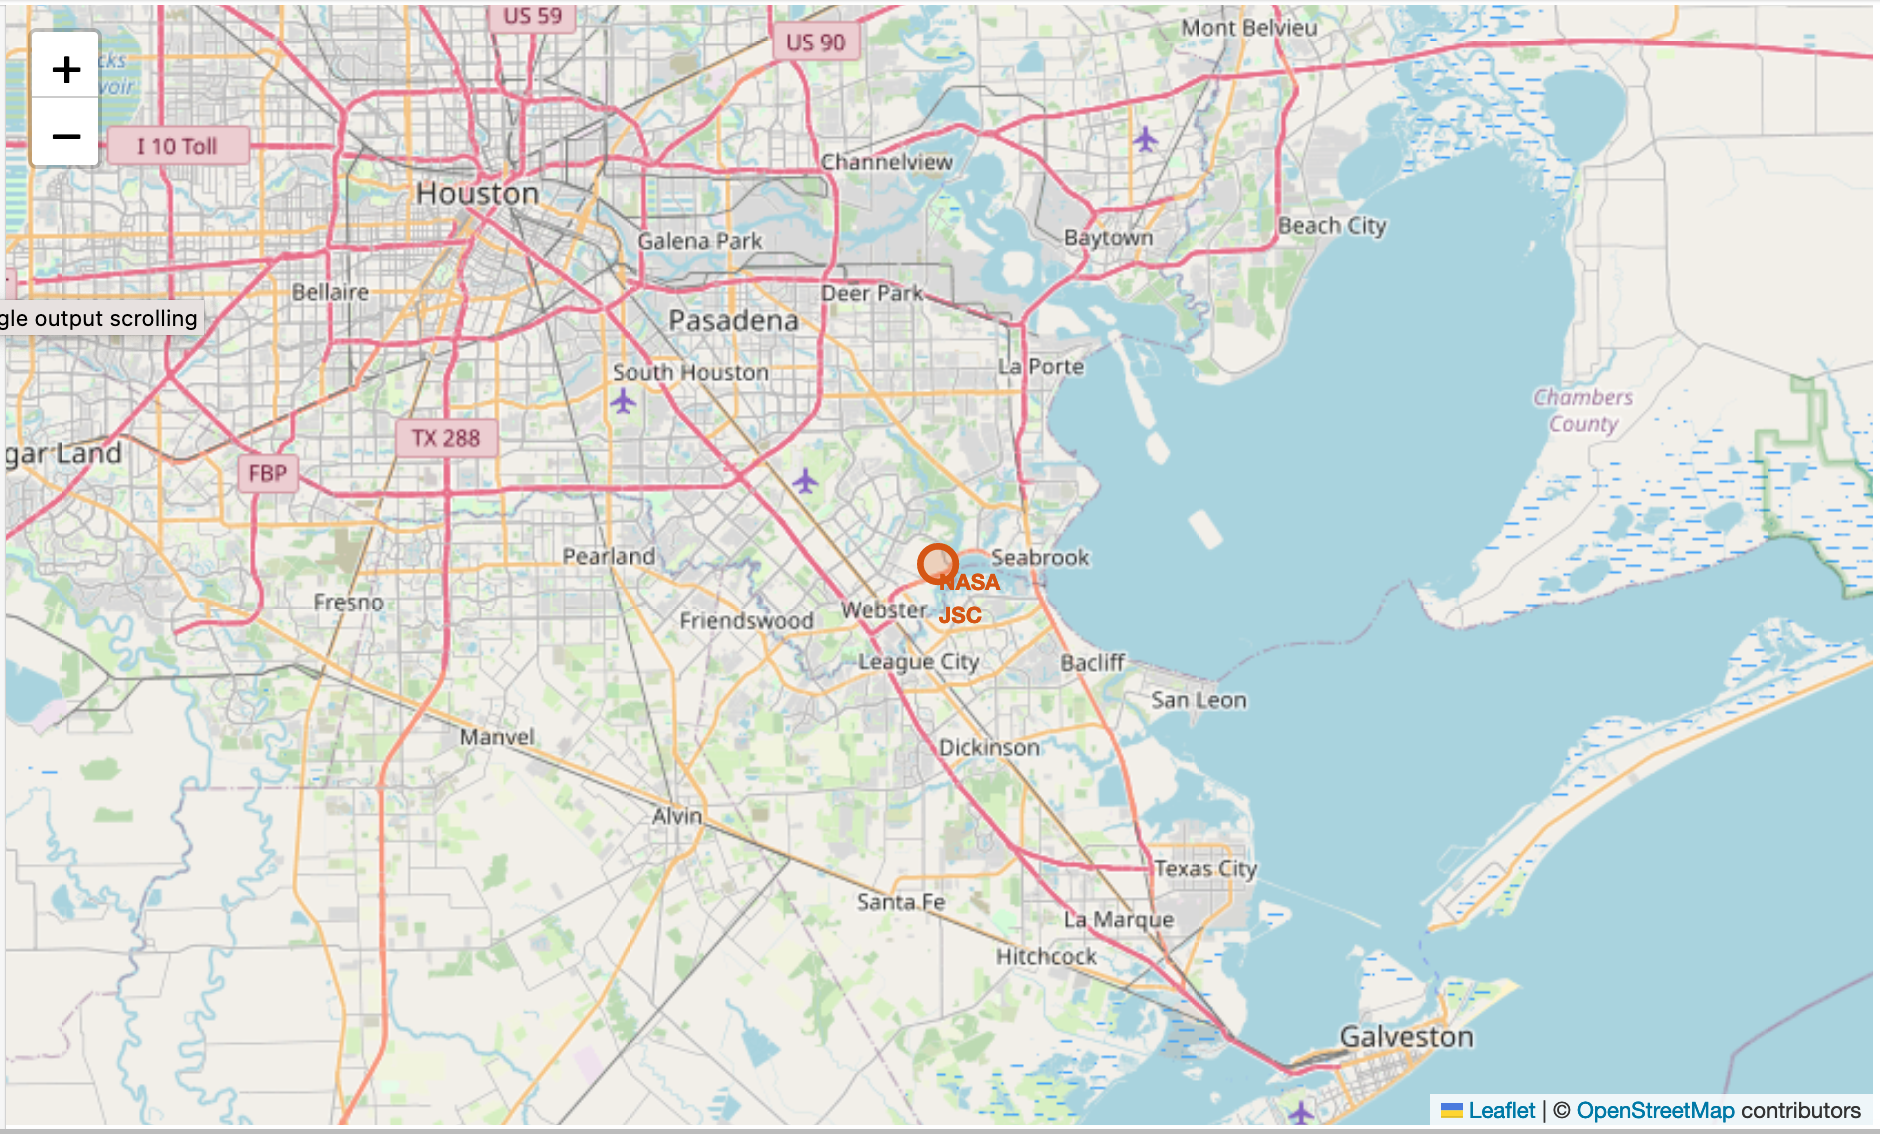 US 59
Mont Belvieu
US 90
+
cks
voir
−
I 10 Toll
Channelview
Houston
Beach City
Galena Park
Baytown
Bellaire
Deer Park
gle output scrolling
Pasadena
La Porte
South Houston
Chambers
County
TX 288
gar Land
FBP
Pearland
Seabrook
NASA
JSC
Fresno
Webster
Friendswood
League City
Bacliff
San Leon
Manvel
Dickinson
Alvin
Texas City
Santa Fe
La Marque
Hitchcock
Galveston
Leaflet | © OpenStreetMap contributors